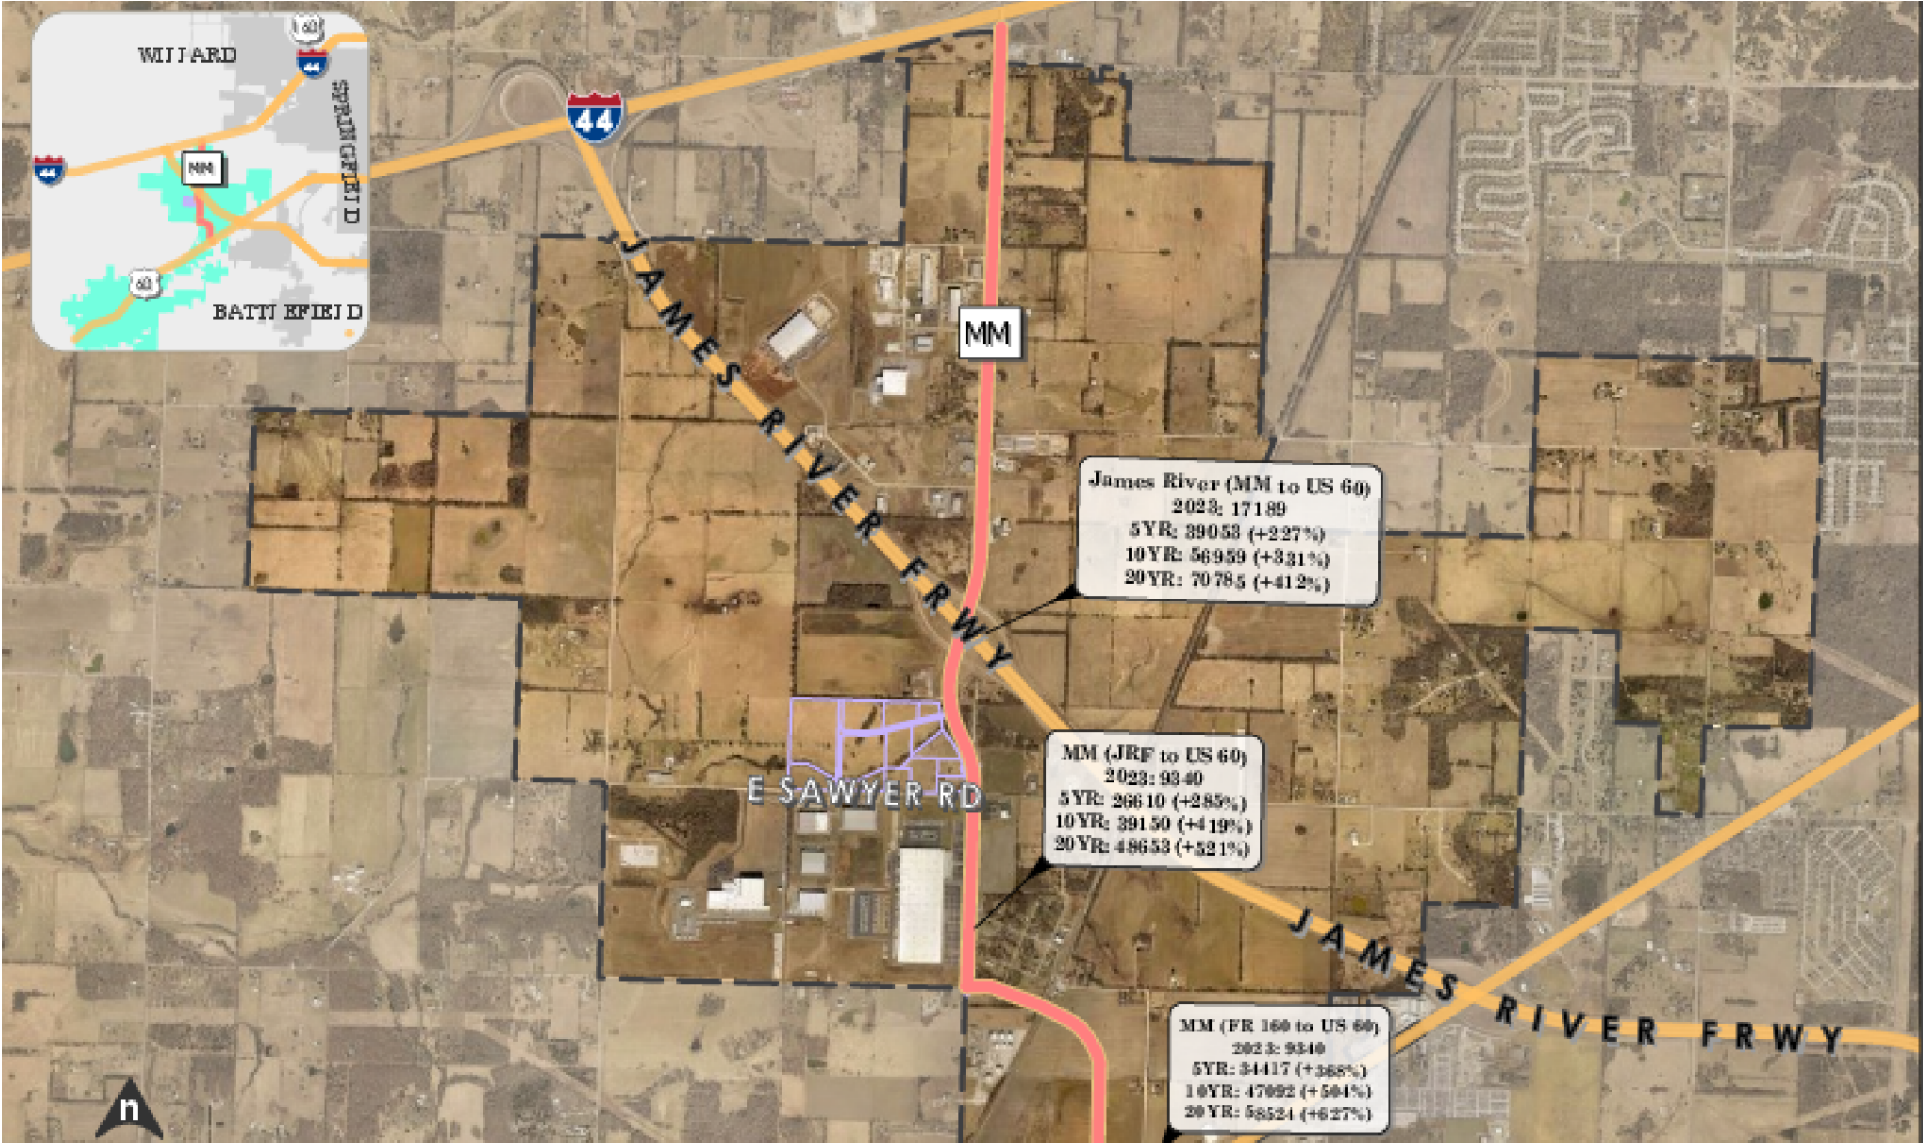 160
WILLARD
44
SPRINGFIELD
MM
44
60
BATTLEFIELD
44
JAMES RIVER FRWY
MM
James River (MM to US 60)
2023: 17189
5YR: 39053 (+227%)
10YR: 56959 (+331%)
20YR: 70785 (+412%)
MM (JRF to US 60)
2023: 9340
5YR: 26610 (+285%)
10YR: 39150 (+419%)
20YR: 48653 (+521%)
E SAWYER RD
JAMES RIVER FRWY
MM (FR 160 to US 60)
2023: 9340
5YR: 34417 (+368%)
10YR: 47092 (+504%)
20YR: 58524 (+627%)
n